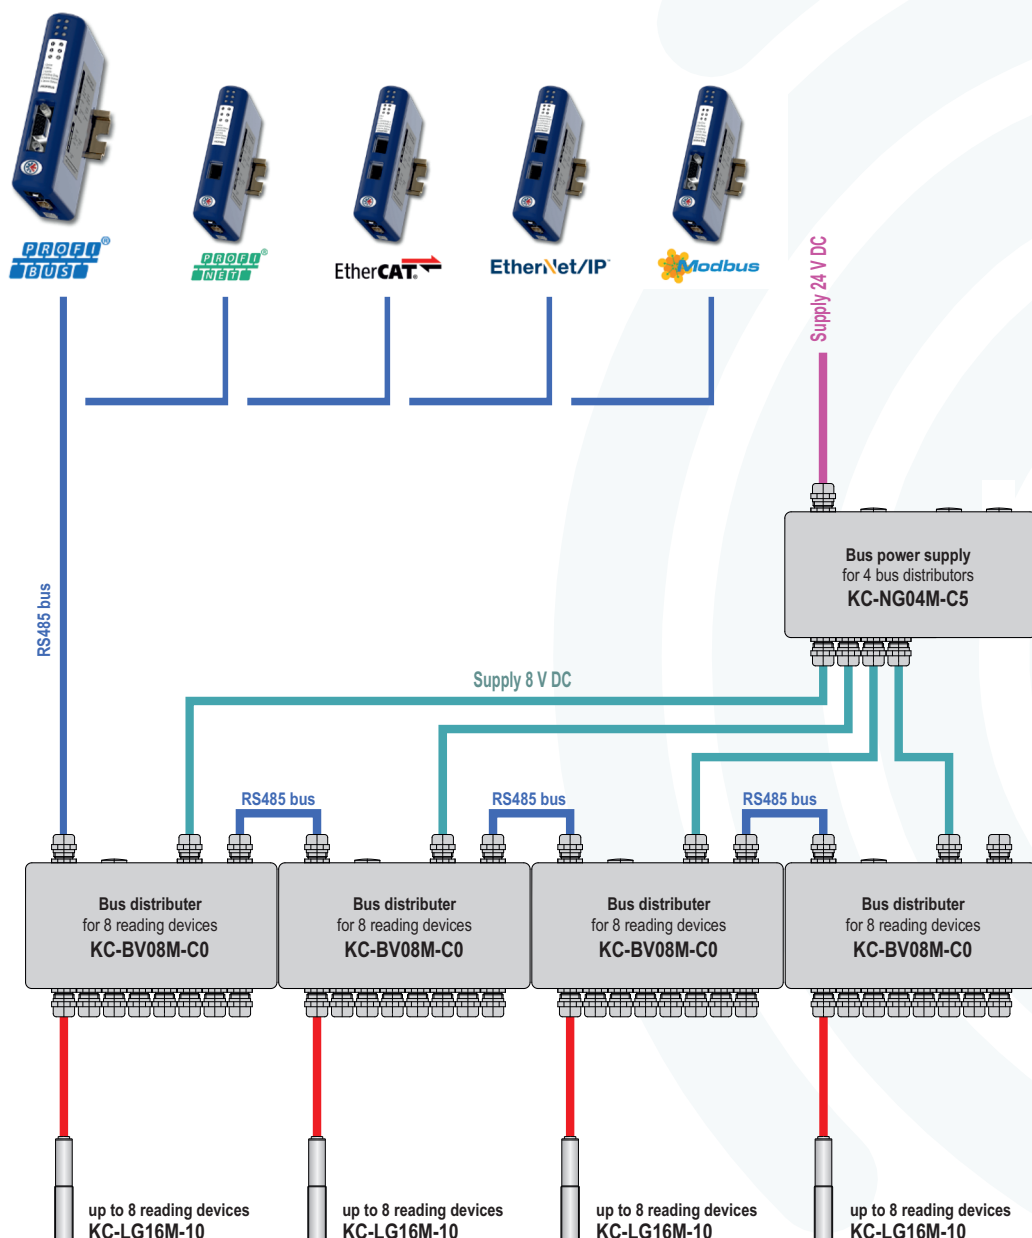 PROFI®
BUS
PROFI®
NET
EtherCAT®
EtherNet/IP™
Modbus
Supply 24 V DC
Bus power supply
for 4 bus distributors
KC-NG04M-C5
RS485 bus
Supply 8 V DC
RS485 bus
RS485 bus
RS485 bus
Bus distributer
for 8 reading devices
KC-BV08M-C0
Bus distributer
for 8 reading devices
KC-BV08M-C0
Bus distributer
for 8 reading devices
KC-BV08M-C0
Bus distributer
for 8 reading devices
KC-BV08M-C0
up to 8 reading devices
KC-LG16M-10
up to 8 reading devices
KC-LG16M-10
up to 8 reading devices
KC-LG16M-10
up to 8 reading devices
KC-LG16M-10